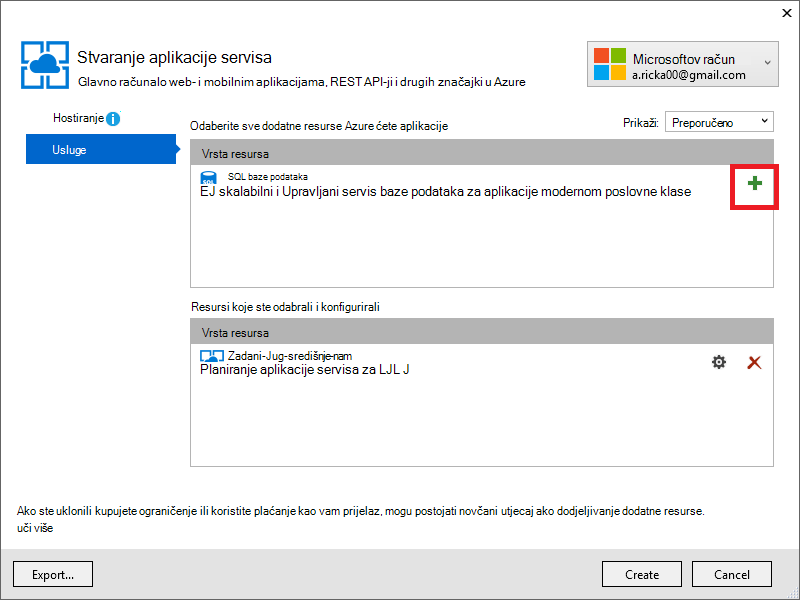 Stvaranje aplikacije servisa
Glavno računalo web- i mobilnim aplikacijama, REST API-ji i drugih značajki u Azure
Microsoftov račun
a.ricka00@gmail.com
Hostiranje
Usluge
Odaberite sve dodatne resurse Azure ćete aplikacije
Prikaži: Preporučeno
Vrsta resursa
SQL baze podataka
EJ skalabilni i Upravljani servis baze podataka za aplikacije modernom poslovne klase
Resursi koje ste odabrali i konfigurirali
Vrsta resursa
Zadani-Jug-središnje-nam
Planiranje aplikacije servisa za LJL J
Ako ste uklonili kupujete ograničenje ili koristite plaćanje kao vam prijelaz, mogu postojati novčani utjecaj ako dodjeljivanje dodatne resurse.
uči više
Export...
Create
Cancel